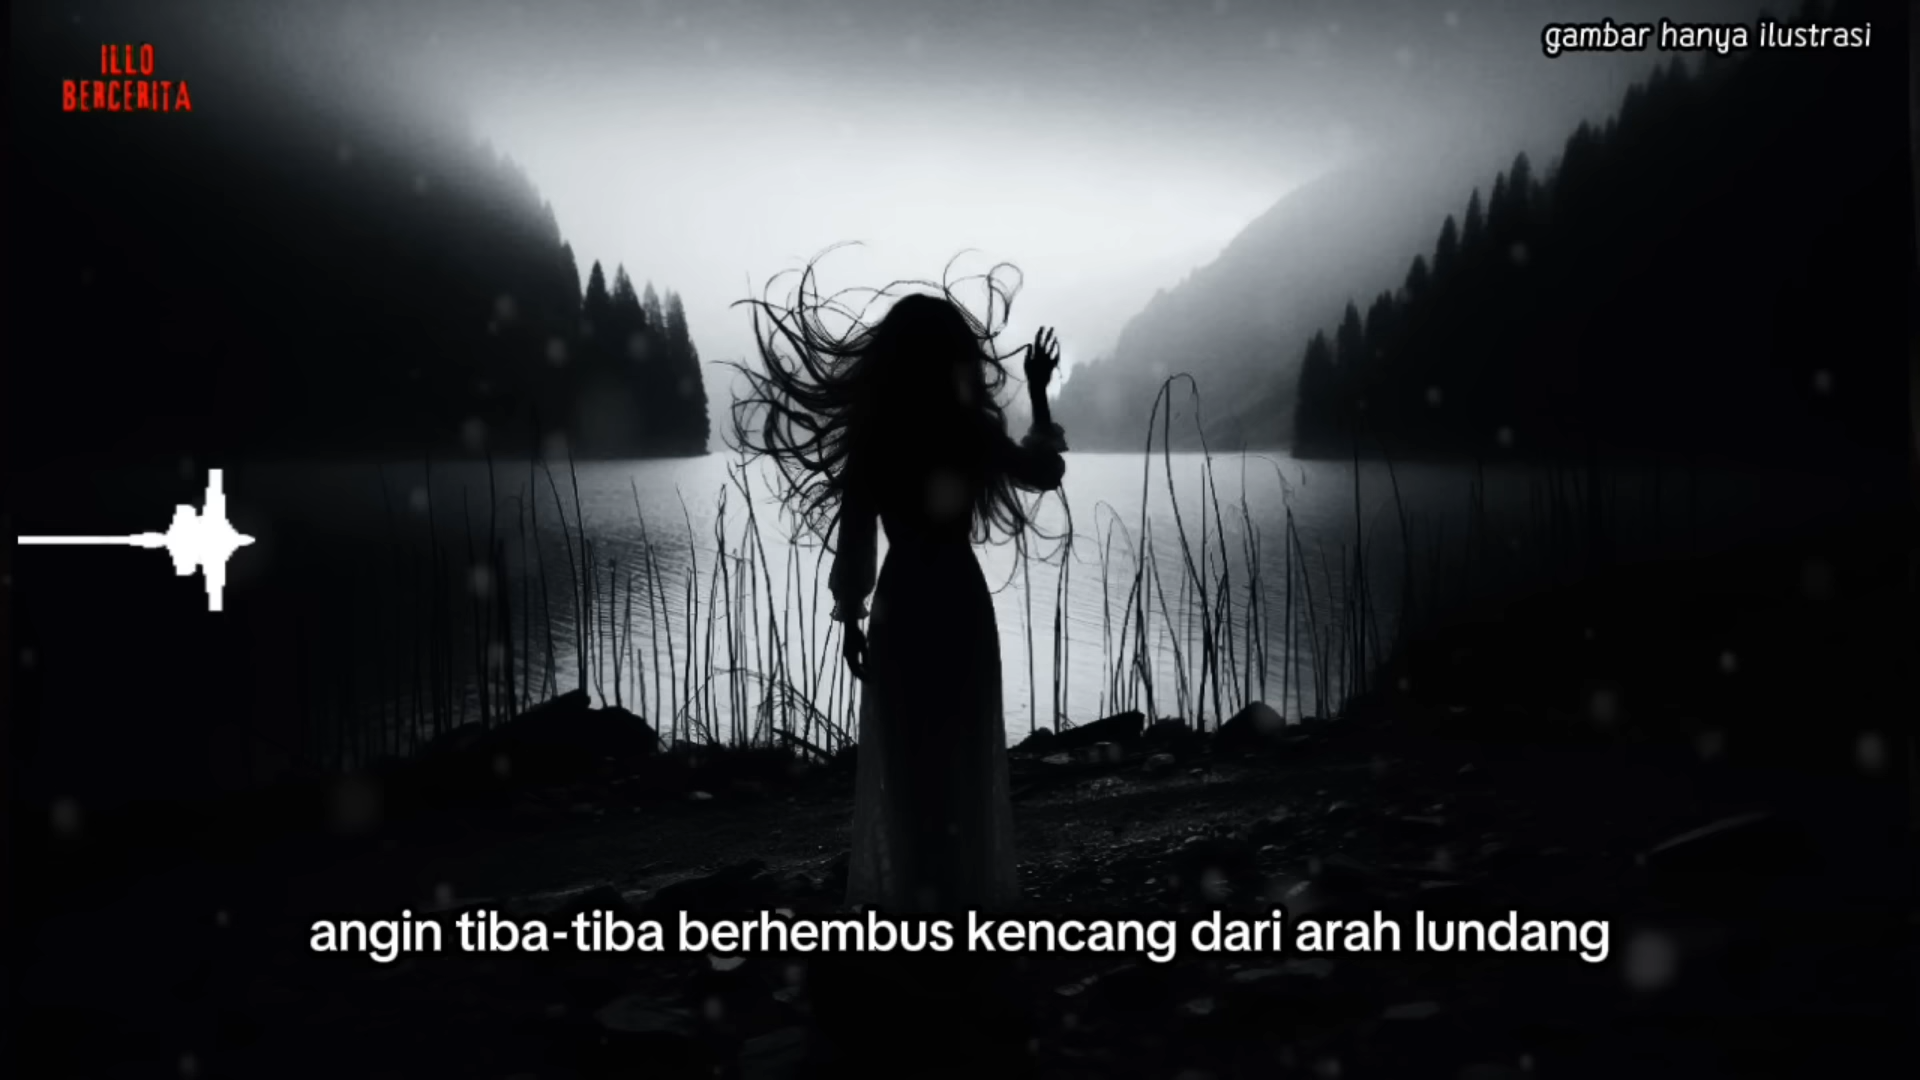 ILLO
BERCERITA
gambar hanya ilustrasi
angin tiba-tiba berhembus kencang dari arah lundang